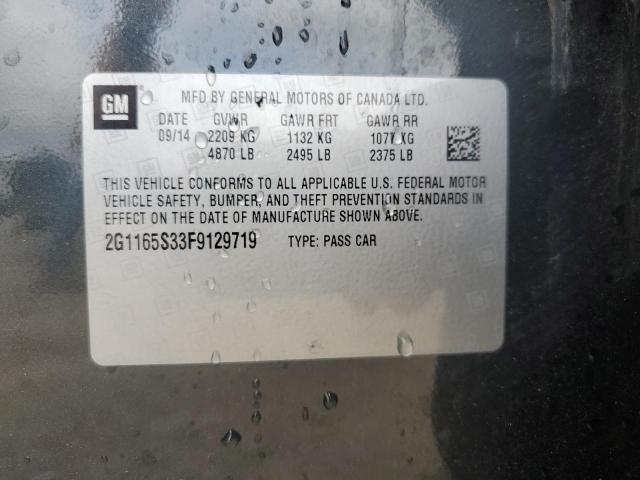 GM
MFD BY GENERAL MOTORS OF CANADA LTD.
DATE GVWR GAWR FRT GAWR RR
09/14 2209 KG 1132 KG 1077 KG
4870 LB 2495 LB 2375 LB
THIS VEHICLE CONFORMS TO ALL APPLICABLE U.S. FEDERAL MOTOR
VEHICLE SAFETY, BUMPER, AND THEFT PREVENTION STANDARDS IN
EFFECT ON THE DATE OF MANUFACTURE SHOWN ABOVE.
2G1165S33F9129719 TYPE: PASS CAR